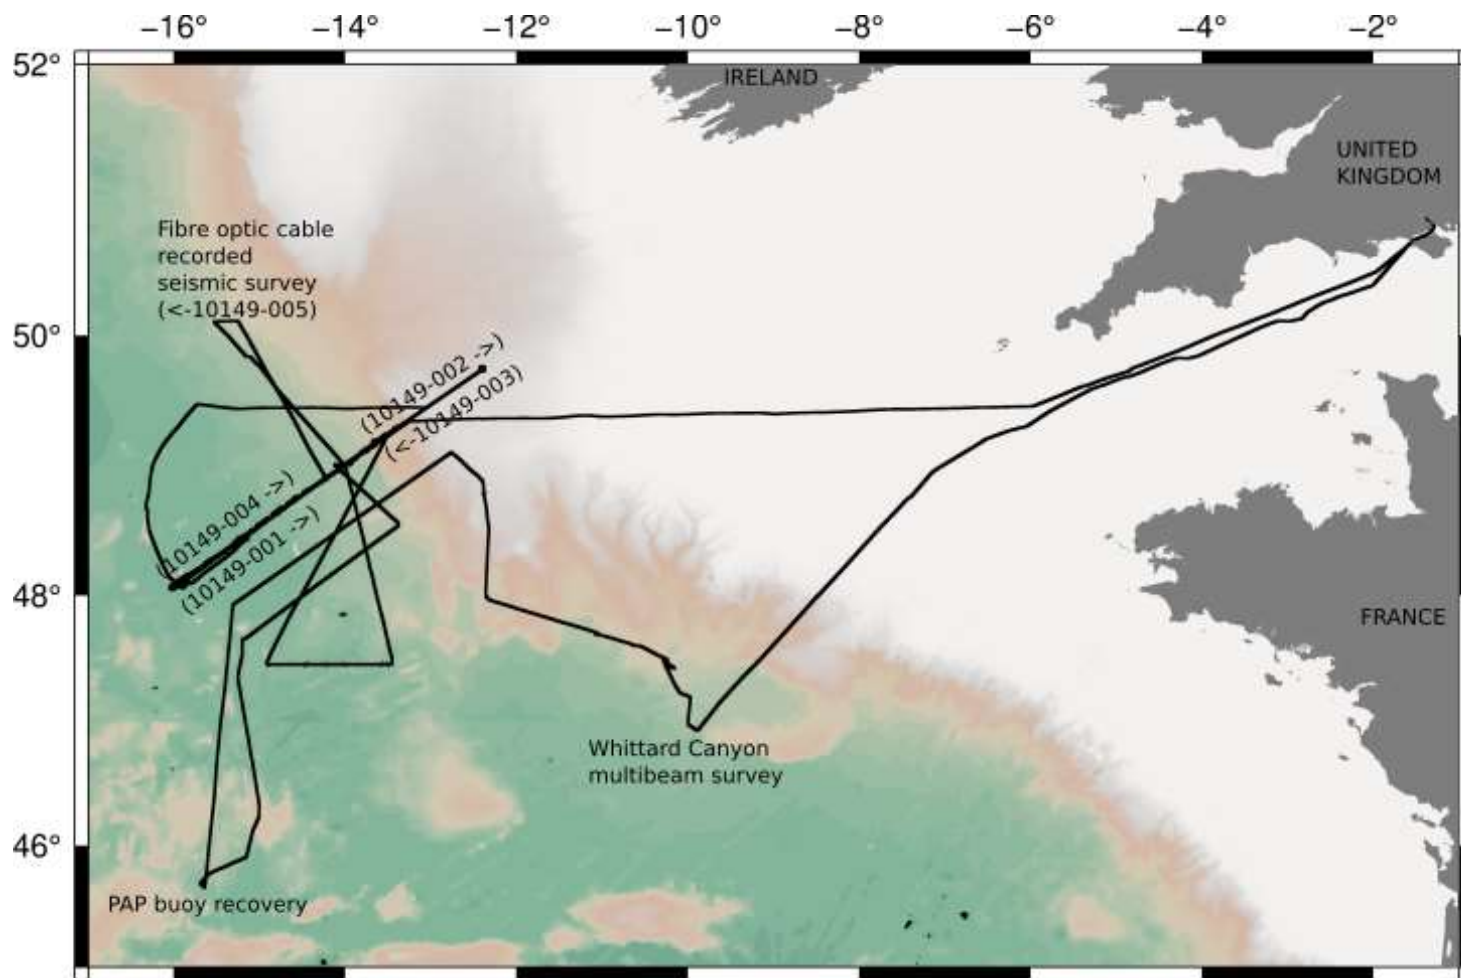 −16° −14° −12° −10° −8° −6° −4° −2°
52°
IRELAND
UNITED
KINGDOM
Fibre optic cable
recorded
seismic survey
(<-10149-005)
50°
(10149-002 ->)
(<-10149-003)
(10149-004 ->)
(10149-001 ->)
48°
FRANCE
Whittard Canyon
multibeam survey
46°
PAP buoy recovery